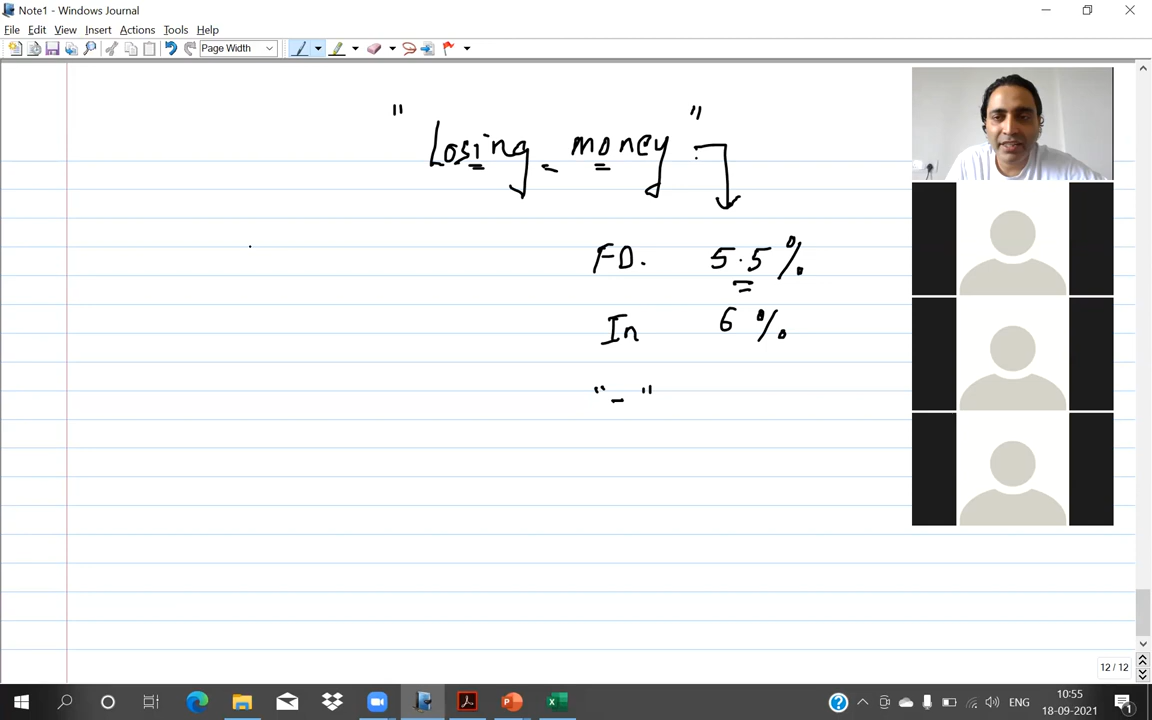 Note1 - Windows Journal
File Edit View Insert Actions Tools Help
Page Width
" Losing - money "
FD. 5.5 %
In 6 %
" - "
12 / 12
ENG
10:55
18-09-2021
1